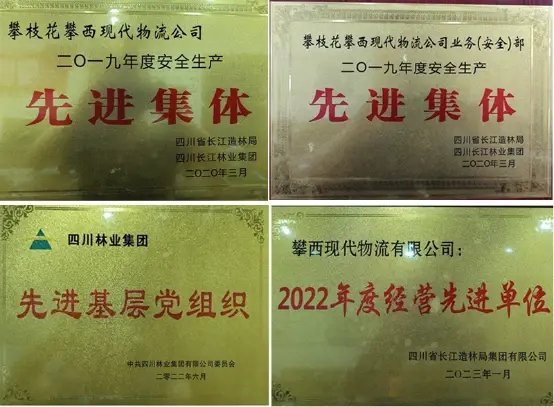 攀枝花攀西现代物流公司
二〇一九年度安全生产
先进集体
四川省长江造林局
四川长江林业集团
二〇二〇年三月
攀枝花攀西现代物流公司业务(安全)部
二〇一九年度安全生产
先进集体
四川省长江造林局
四川长江林业集团
二〇二〇年三月
四川林业集团
先进基层党组织
中共四川林业集团有限公司委员会
二〇二二年六月
攀西现代物流有限公司：
2022年度经营先进单位
四川省长江造林局集团有限公司
二〇二三年一月